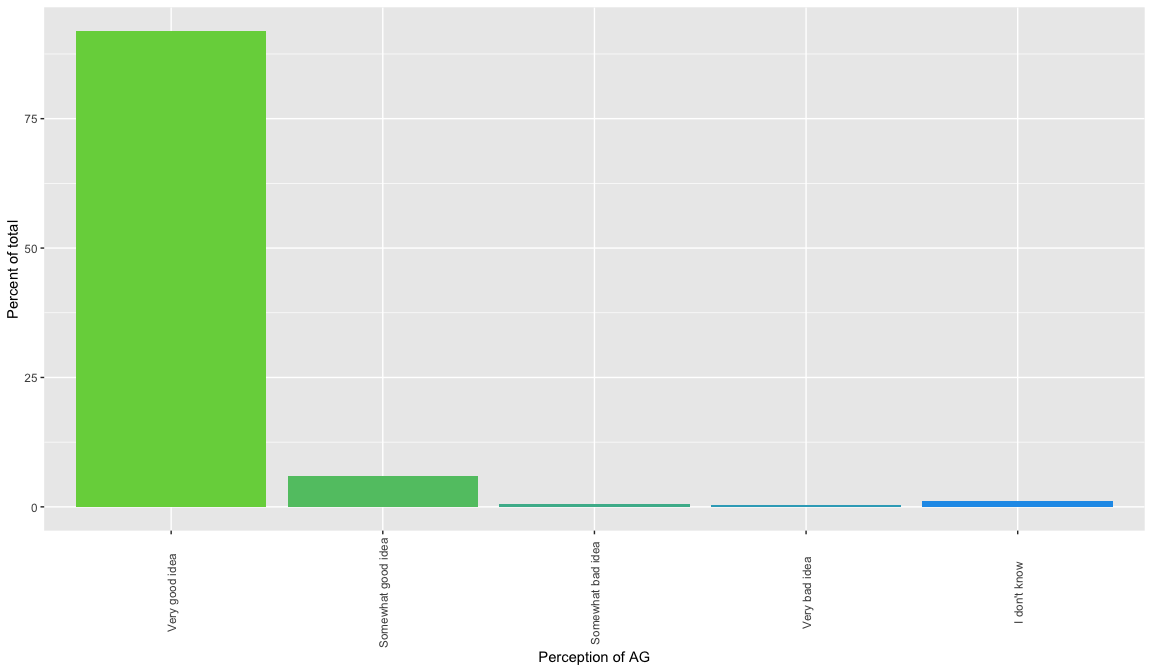 Percent of total
75
50
25
0
Very good idea
Somewhat good idea
Somewhat bad idea
Very bad idea
I don't know
Perception of AG